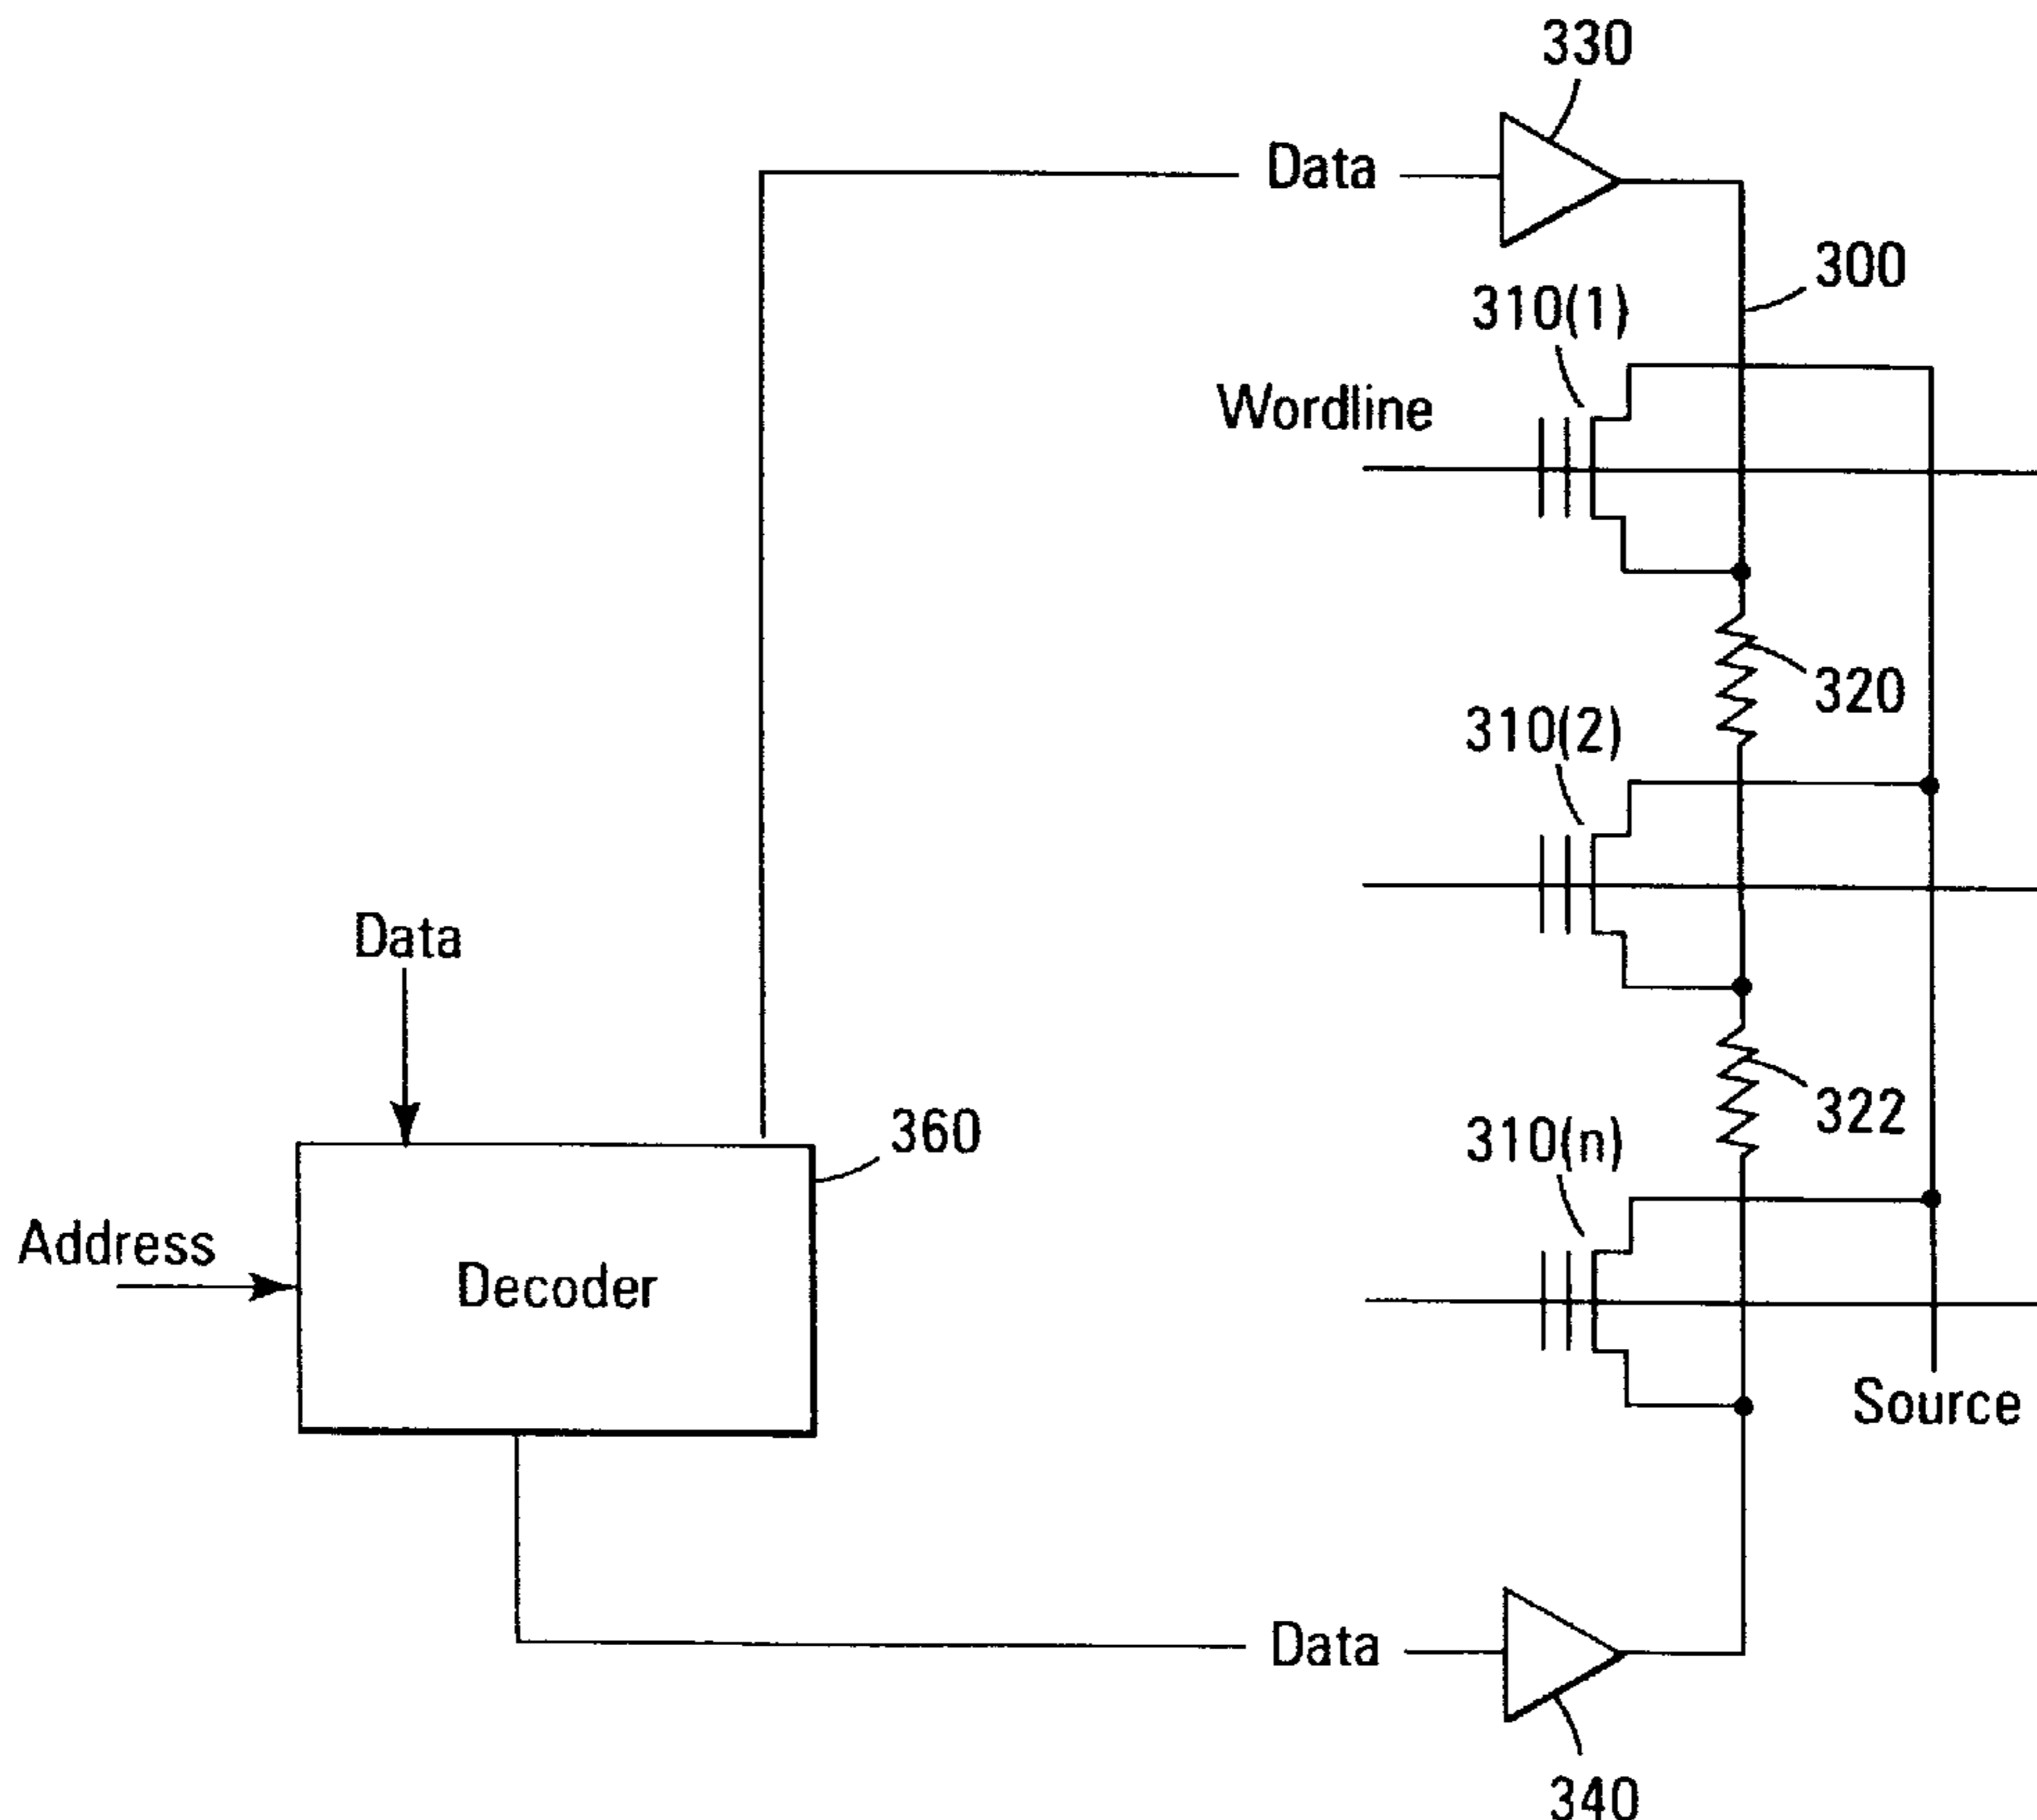 330
Data
300
310(1)
Wordline
320
310(2)
Data
322
360
310(n)
Address
Decoder
Source
Data
340